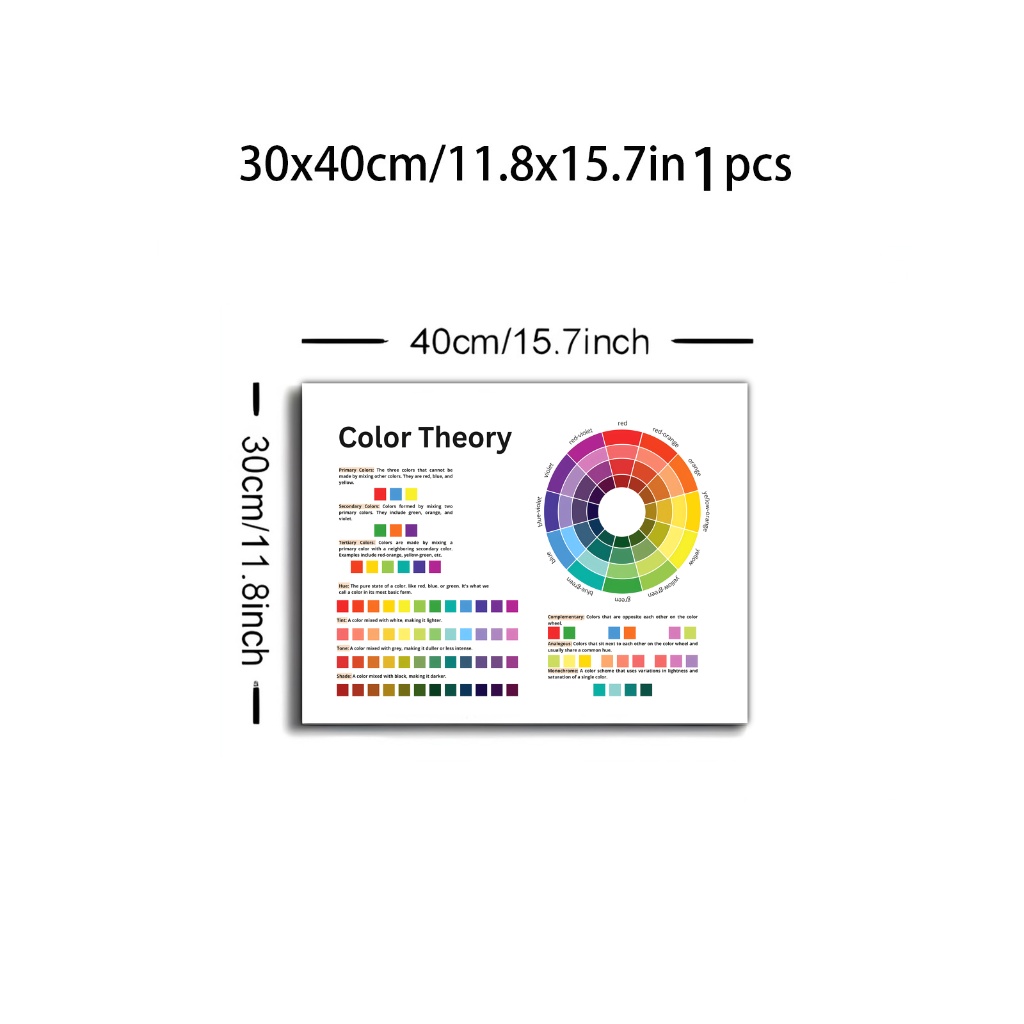 30x40cm/11.8x15.7in 1 pcs
40cm/15.7inch
30cm/11.8inch
Color Theory
Primary Colors: The three colors that cannot be
made by mixing other colors. They are red, blue, and
yellow.
Secondary Colors: Colors formed by mixing two
primary colors. They include green, orange, and
violet.
Tertiary Colors: Colors are made by mixing a
primary color with a neighboring secondary color.
Examples include red-orange, yellow-green, etc.
Hue: The pure state of a color, like red, blue, or green. It's what we
call a color in its most basic form.
Tint: A color mixed with white, making it lighter.
Tone: A color mixed with grey, making it duller or less intense.
Shade: A color mixed with black, making it darker.
red
red-orange
orange
yellow-orange
yellow
yellow-green
green
blue-green
blue
blue-violet
violet
red-violet
Complementary: Colors that are opposite each other on the color
wheel.
Analogous: Colors that sit next to each other on the color wheel and
usually share a common hue.
Monochrome: A color scheme that uses variations in lightness and
saturation of a single color.